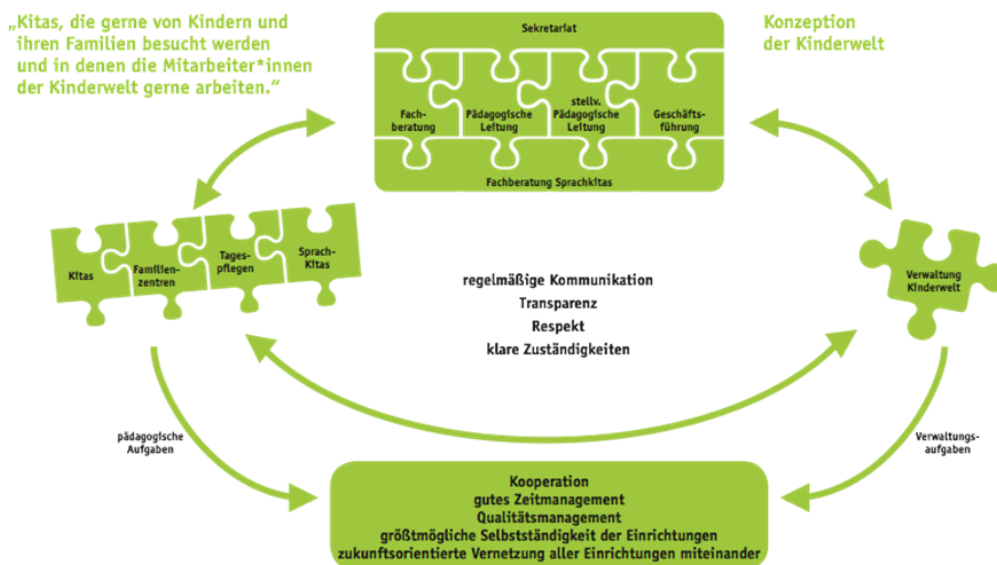 „Kitas, die gerne von Kindern und
ihren Familien besucht werden
und in denen die Mitarbeiter*innen
der Kinderwelt gerne arbeiten.“
Konzeption
der Kinderwelt
Sekretariat
Fach-
beratung
Pädagogische
Leitung
stellv.
Pädagogische
Leitung
Geschäfts-
führung
Fachberatung Sprachkitas
Kitas
Familien-
zentren
Tages-
pflegen
Sprach-
Kitas
Verwaltung
Kinderwelt
regelmäßige Kommunikation
Transparenz
Respekt
klare Zuständigkeiten
pädagogische
Aufgaben
Verwaltungs-
aufgaben
Kooperation
gutes Zeitmanagement
Qualitätsmanagement
größtmögliche Selbstständigkeit der Einrichtungen
zukunftsorientierte Vernetzung aller Einrichtungen miteinander